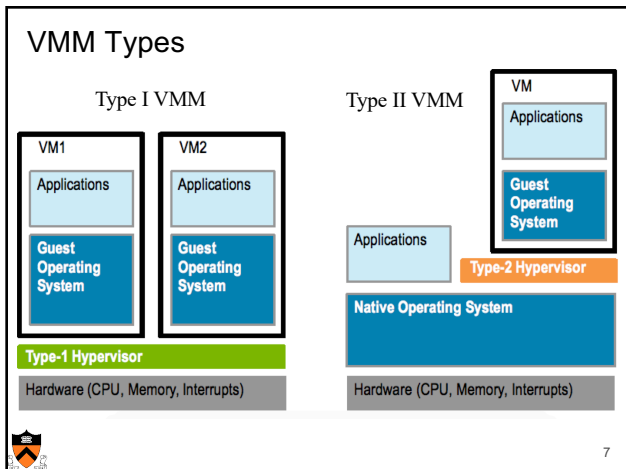 VMM Types
Type I VMM
VM1
Applications
Guest
Operating
System
VM2
Applications
Guest
Operating
System
Type-1 Hypervisor
Hardware (CPU, Memory, Interrupts)
Type II VMM
VM
Applications
Guest
Operating
System
Applications
Type-2 Hypervisor
Native Operating System
Hardware (CPU, Memory, Interrupts)
7